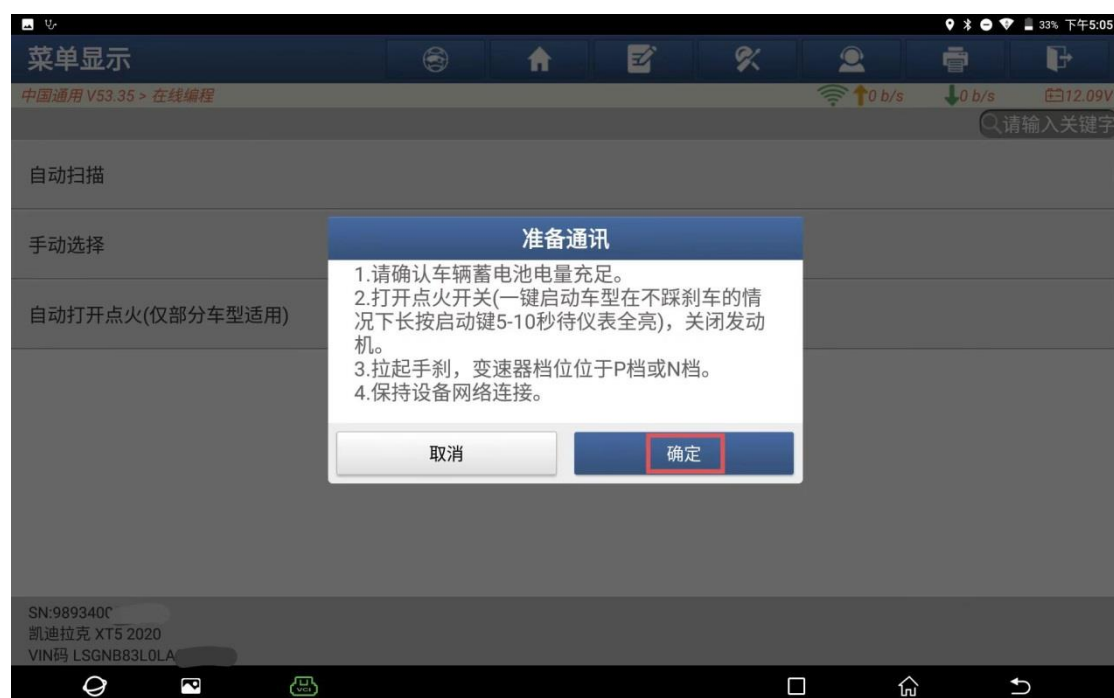 33% 下午5:05
菜单显示
中国通用 V53.35 > 在线编程
0 b/s
0 b/s
12.09V
请输入关键字
自动扫描
手动选择
自动打开点火(仅部分车型适用)
准备通讯
1.请确认车辆蓄电池电量充足。
2.打开点火开关(一键启动车型在不踩刹车的情
况下长按启动键5-10秒待仪表全亮)，关闭发动
机。
3.拉起手刹，变速器档位位于P档或N档。
4.保持设备网络连接。
取消
确定
SN:989340
凯迪拉克 XT5 2020
VIN码 LSGNB83L0LA
VCI